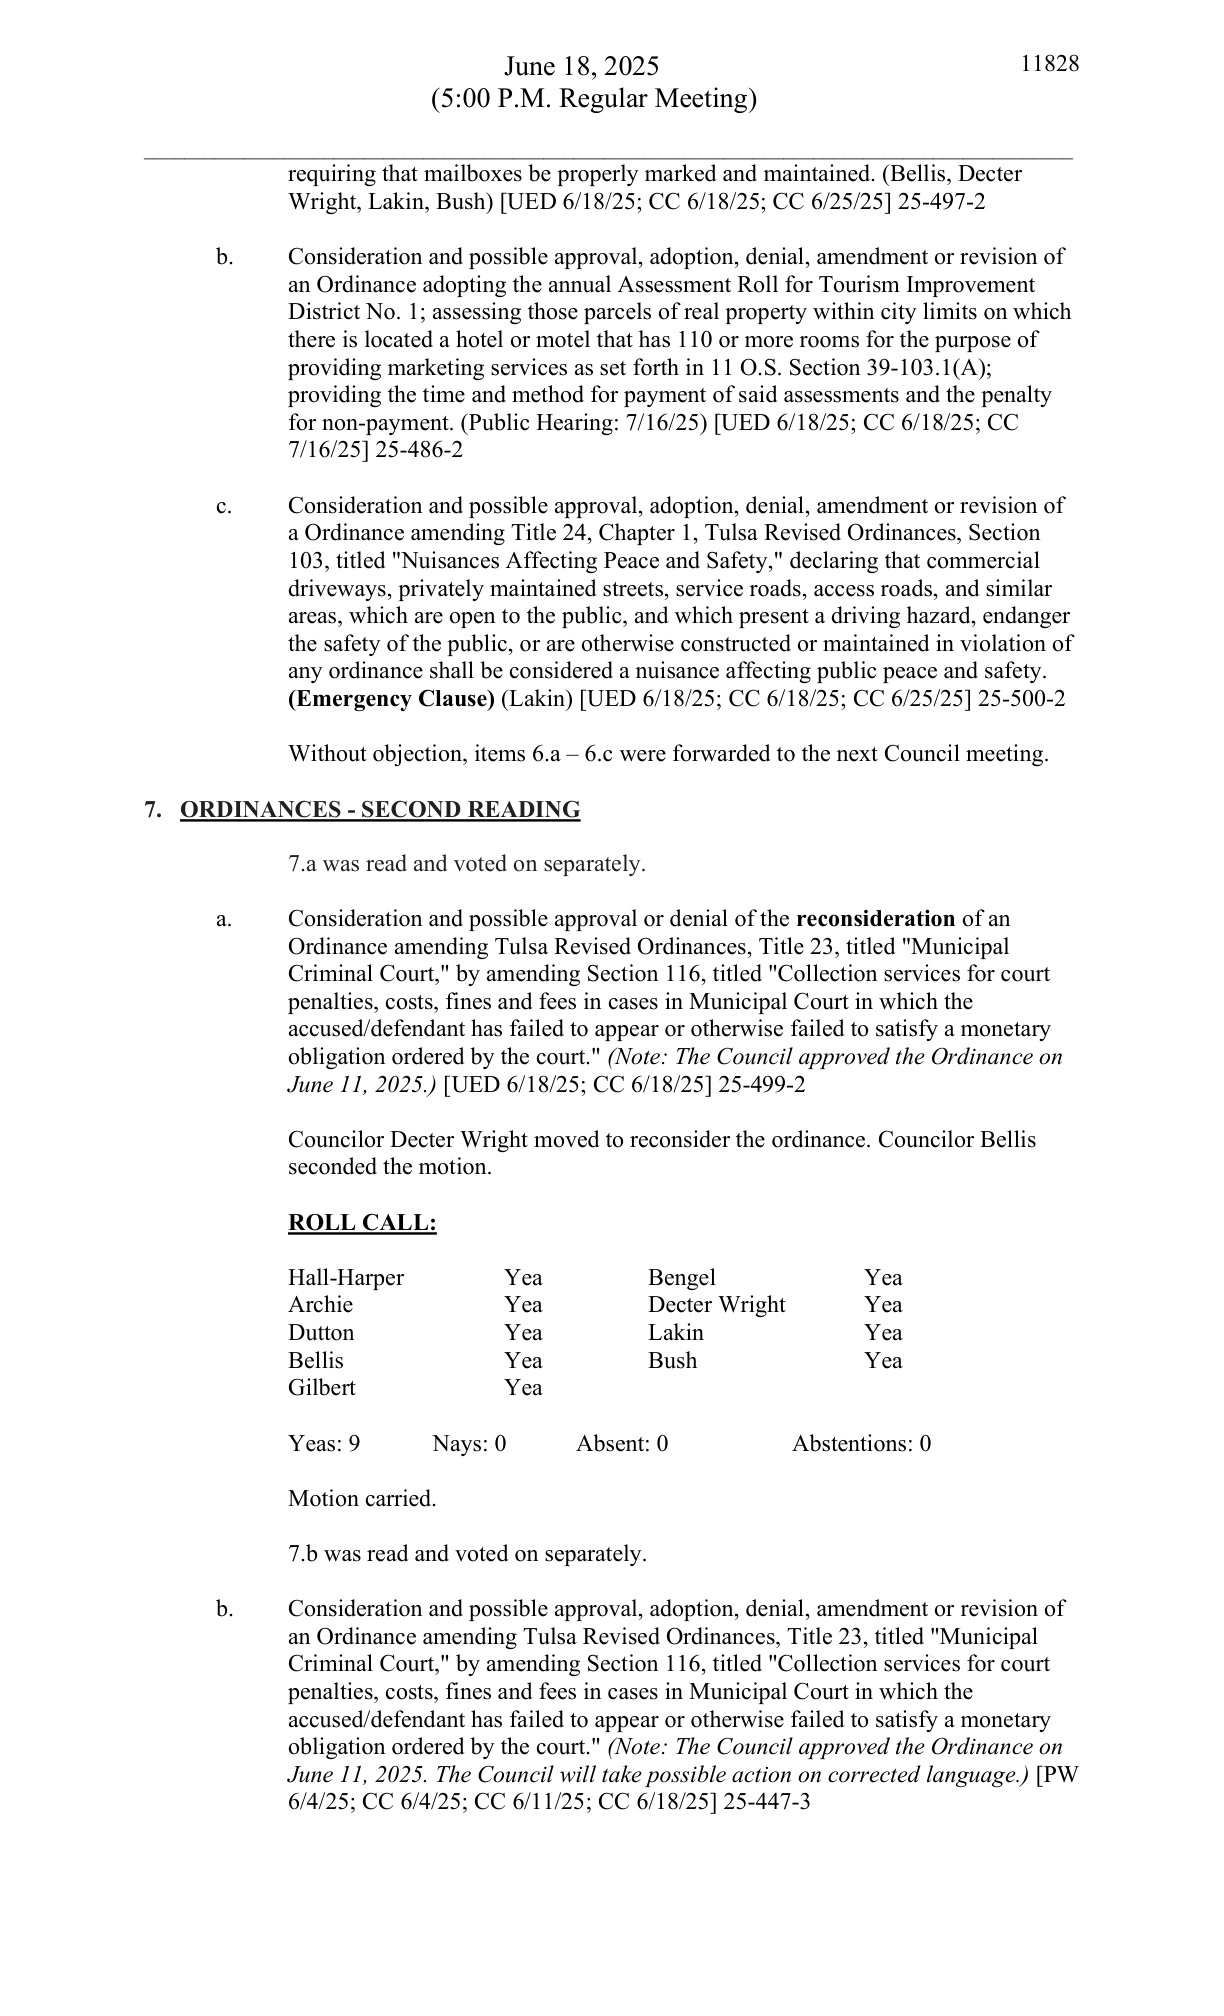 June 18, 2025
11828
(5:00 P.M. Regular Meeting)
requiring that mailboxes be properly marked and maintained. (Bellis, Decter
Wright, Lakin, Bush) [UED 6/18/25; CC 6/18/25; CC 6/25/25] 25-497-2
b. Consideration and possible approval, adoption, denial, amendment or revision of
an Ordinance adopting the annual Assessment Roll for Tourism Improvement
District No. 1; assessing those parcels of real property within city limits on which
there is located a hotel or motel that has 110 or more rooms for the purpose of
providing marketing services as set forth in 11 O.S. Section 39-103.1(A);
providing the time and method for payment of said assessments and the penalty
for non-payment. (Public Hearing: 7/16/25) [UED 6/18/25; CC 6/18/25; CC
7/16/25] 25-486-2
c. Consideration and possible approval, adoption, denial, amendment or revision of
a Ordinance amending Title 24, Chapter 1, Tulsa Revised Ordinances, Section
103, titled "Nuisances Affecting Peace and Safety," declaring that commercial
driveways, privately maintained streets, service roads, access roads, and similar
areas, which are open to the public, and which present a driving hazard, endanger
the safety of the public, or are otherwise constructed or maintained in violation of
any ordinance shall be considered a nuisance affecting public peace and safety.
(Emergency Clause) (Lakin) [UED 6/18/25; CC 6/18/25; CC 6/25/25] 25-500-2
Without objection, items 6.a – 6.c were forwarded to the next Council meeting.
7. ORDINANCES - SECOND READING
7.a was read and voted on separately.
a. Consideration and possible approval or denial of the reconsideration of an
Ordinance amending Tulsa Revised Ordinances, Title 23, titled "Municipal
Criminal Court," by amending Section 116, titled "Collection services for court
penalties, costs, fines and fees in cases in Municipal Court in which the
accused/defendant has failed to appear or otherwise failed to satisfy a monetary
obligation ordered by the court." (Note: The Council approved the Ordinance on
June 11, 2025.) [UED 6/18/25; CC 6/18/25] 25-499-2
Councilor Decter Wright moved to reconsider the ordinance. Councilor Bellis
seconded the motion.
ROLL CALL:
Hall-Harper Yea Bengel Yea
Archie Yea Decter Wright Yea
Dutton Yea Lakin Yea
Bellis Yea Bush Yea
Gilbert Yea
Yeas: 9 Nays: 0 Absent: 0 Abstentions: 0
Motion carried.
7.b was read and voted on separately.
b. Consideration and possible approval, adoption, denial, amendment or revision of
an Ordinance amending Tulsa Revised Ordinances, Title 23, titled "Municipal
Criminal Court," by amending Section 116, titled "Collection services for court
penalties, costs, fines and fees in cases in Municipal Court in which the
accused/defendant has failed to appear or otherwise failed to satisfy a monetary
obligation ordered by the court." (Note: The Council approved the Ordinance on
June 11, 2025. The Council will take possible action on corrected language.) [PW
6/4/25; CC 6/4/25; CC 6/11/25; CC 6/18/25] 25-447-3